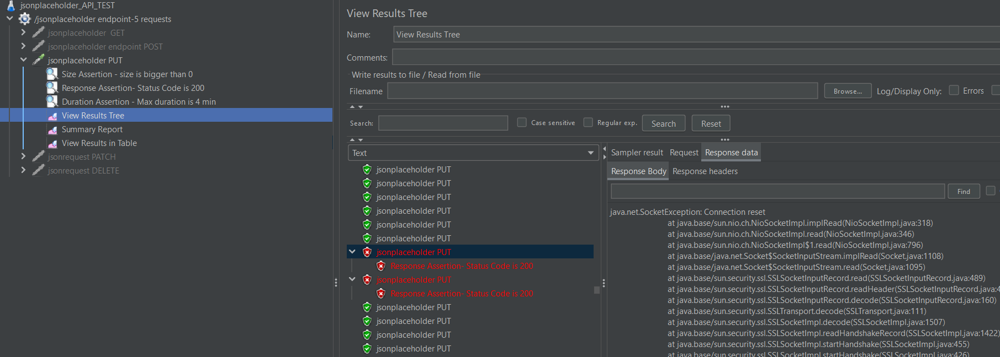 jsonplaceholder_API_TEST
/jsonplaceholder endpoint-5 requests
jsonplaceholder GET
jsonplaceholder endpoint POST
jsonplaceholder PUT
Size Assertion - size is bigger than 0
Response Assertion- Status Code is 200
Duration Assertion - Max duration is 4 min
View Results Tree
Summary Report
View Results in Table
jsonrequest PATCH
jsonrequest DELETE
View Results Tree
Name: View Results Tree
Comments:
Write results to file / Read from file
Filename Browse... Log/Display Only: Errors
Search: Case sensitive Regular exp. Search Reset
Text
jsonplaceholder PUT
jsonplaceholder PUT
jsonplaceholder PUT
jsonplaceholder PUT
jsonplaceholder PUT
jsonplaceholder PUT
jsonplaceholder PUT
Response Assertion- Status Code is 200
jsonplaceholder PUT
Response Assertion- Status Code is 200
jsonplaceholder PUT
jsonplaceholder PUT
jsonplaceholder PUT
jsonplaceholder PUT
Sampler result Request Response data
Response Body Response headers
Find
java.net.SocketException: Connection reset
at java.base/sun.nio.ch.NioSocketImpl.implRead(NioSocketImpl.java:318)
at java.base/sun.nio.ch.NioSocketImpl.read(NioSocketImpl.java:346)
at java.base/sun.nio.ch.NioSocketImpl$1.read(NioSocketImpl.java:796)
at java.base/java.net.Socket$SocketInputStream.implRead(Socket.java:1108)
at java.base/java.net.Socket$SocketInputStream.read(Socket.java:1095)
at java.base/sun.security.ssl.SSLSocketInputRecord.read(SSLSocketInputRecord.java:489)
at java.base/sun.security.ssl.SSLSocketInputRecord.readHeader(SSLSocketInputRecord.java:4
at java.base/sun.security.ssl.SSLSocketInputRecord.decode(SSLSocketInputRecord.java:160)
at java.base/sun.security.ssl.SSLTransport.decode(SSLTransport.java:111)
at java.base/sun.security.ssl.SSLSocketImpl.decode(SSLSocketImpl.java:1507)
at java.base/sun.security.ssl.SSLSocketImpl.readHandshakeRecord(SSLSocketImpl.java:1422)
at java.base/sun.security.ssl.SSLSocketImpl.startHandshake(SSLSocketImpl.java:455)
at java.base/sun.security.ssl.SSLSocketImpl.startHandshake(SSLSocketImpl.java:426)